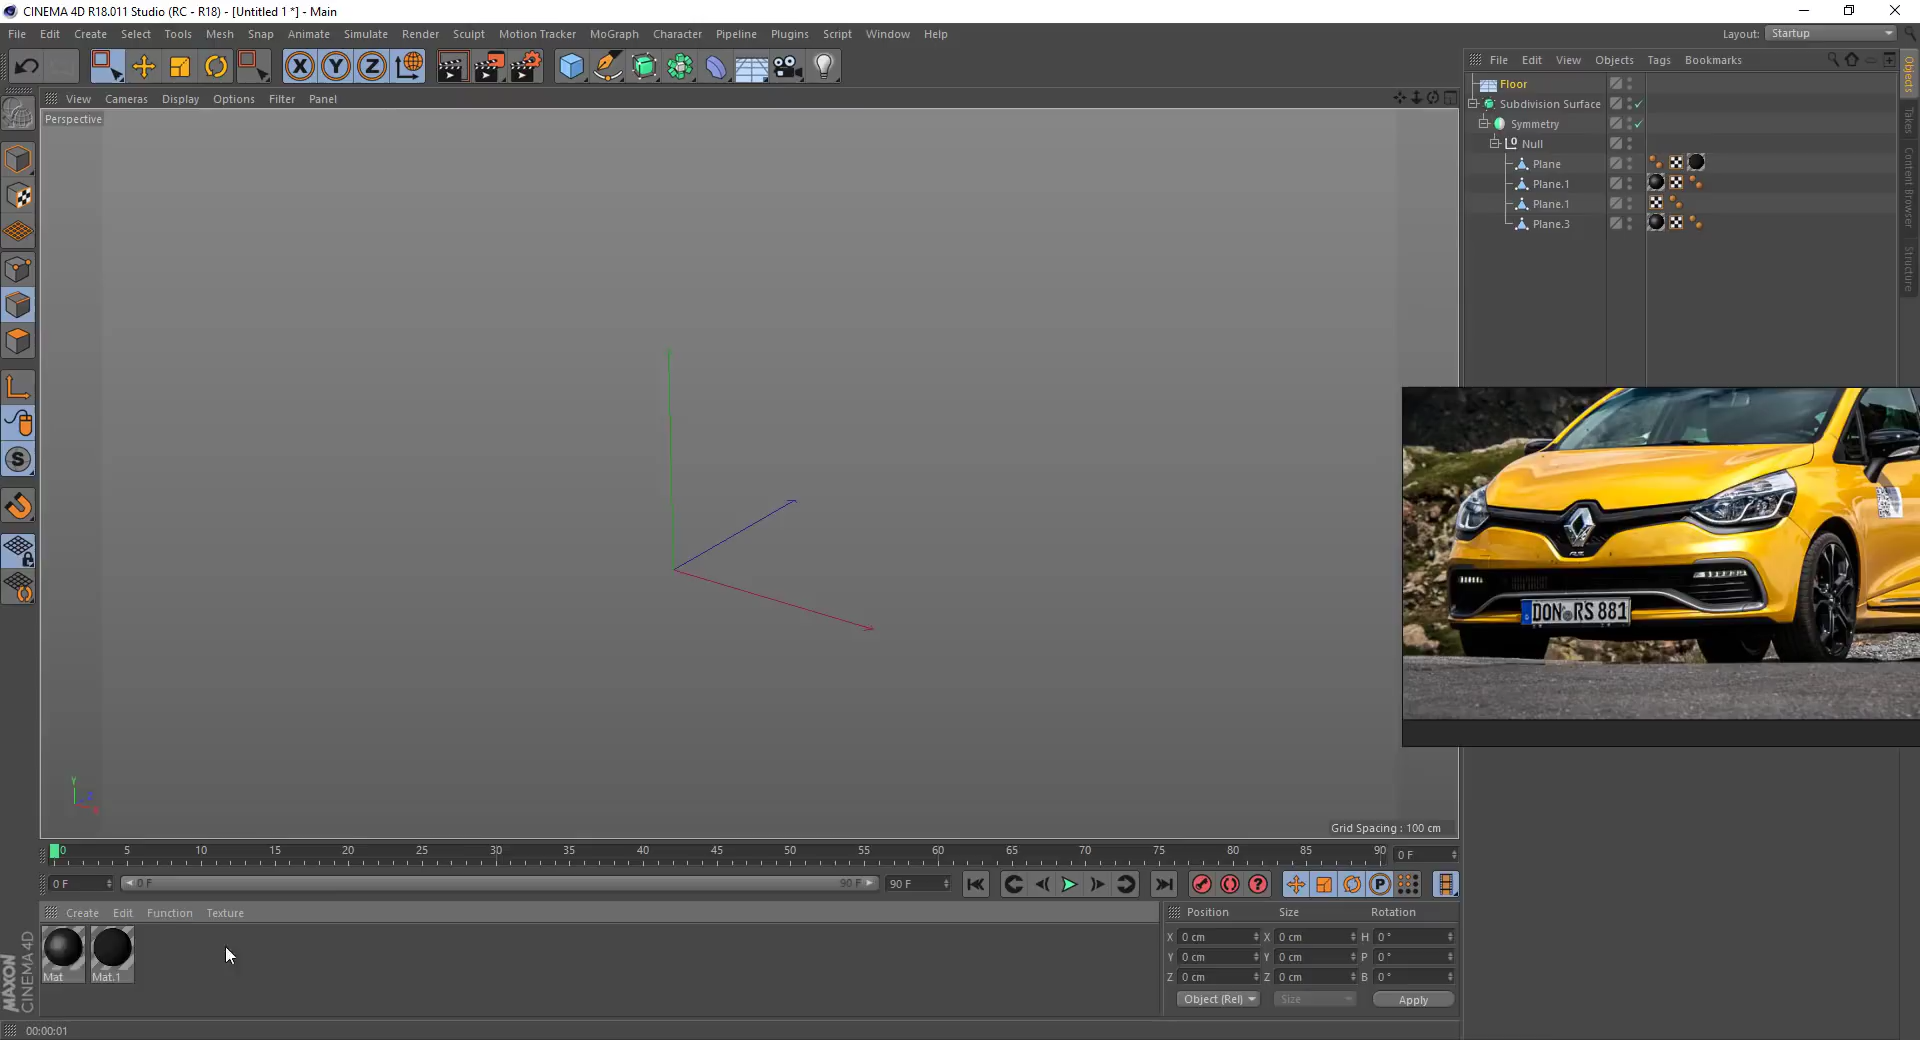 CINEMA 4D R18.011 Studio (RC - R18) - [Untitled 1 *] - Main
File Edit Create Select Tools Mesh Snap Animate Simulate Render Sculpt Motion Tracker MoGraph Character Pipeline Plugins Script Window Help
Layout: Startup
X Y Z
File Edit View Objects Tags Bookmarks
View Cameras Display Options Filter Panel
Perspective
Floor
Subdivision Surface
Symmetry
Null
Plane
Plane.1
Plane.1
Plane.3
Objects
Takes
Content Browser
Structure
S
DON RS 881
Y
Grid Spacing : 100 cm
0 5 10 15 20 25 30 35 40 45 50 55 60 65 70 75 80 85 90 0 F
0 F 0 F 90 F 90 F
P
Create Edit Function Texture
Position Size Rotation
X 0 cm X 0 cm H 0 °
Y 0 cm Y 0 cm P 0 °
Z 0 cm Z 0 cm B 0 °
Object (Rel) Size Apply
Mat Mat.1
MAXON
CINEMA 4D
00:00:01